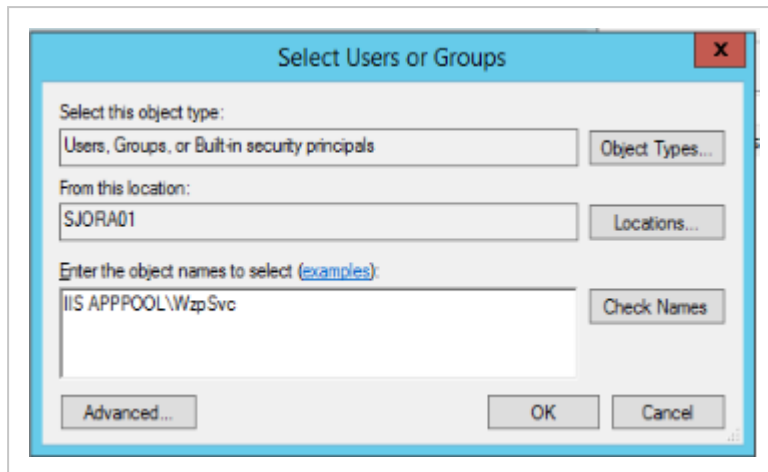 Select Users or Groups
x
Select this object type:
Users, Groups, or Built-in security principals
Object Types...
From this location:
SJORA01
Locations...
Enter the object names to select (examples):
IIS APPPOOL\WzpSvc
Check Names
Advanced...
OK
Cancel